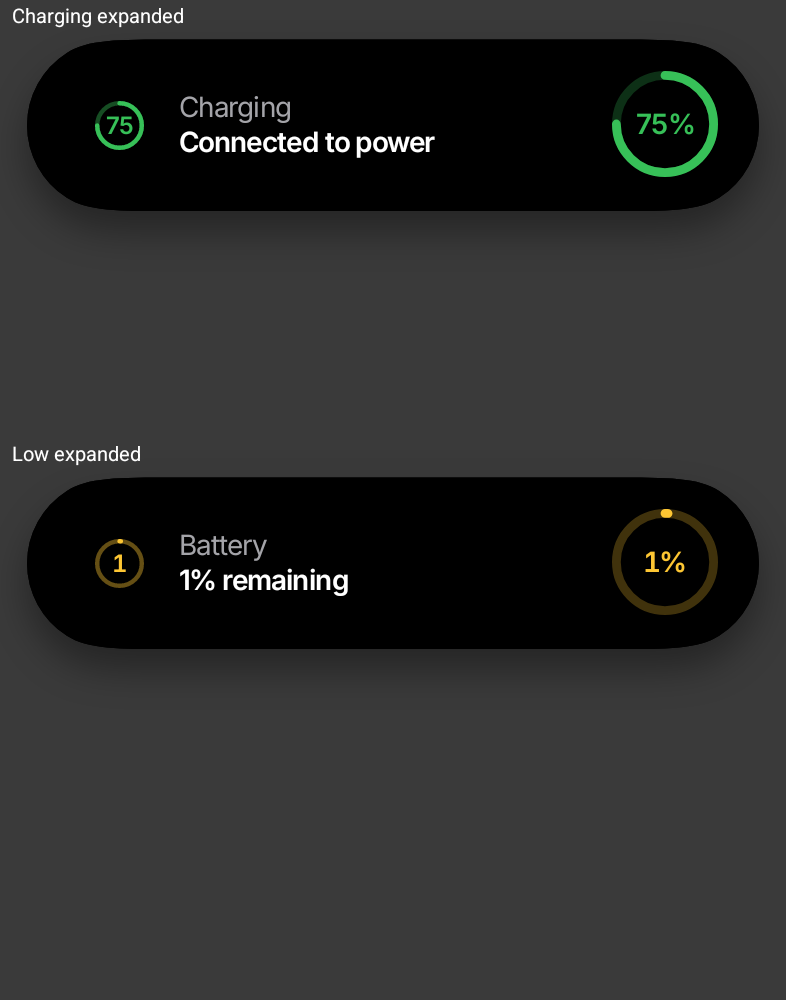 Charging expanded
75
Charging
Connected to power
75%
Low expanded
1
Battery
1% remaining
1%